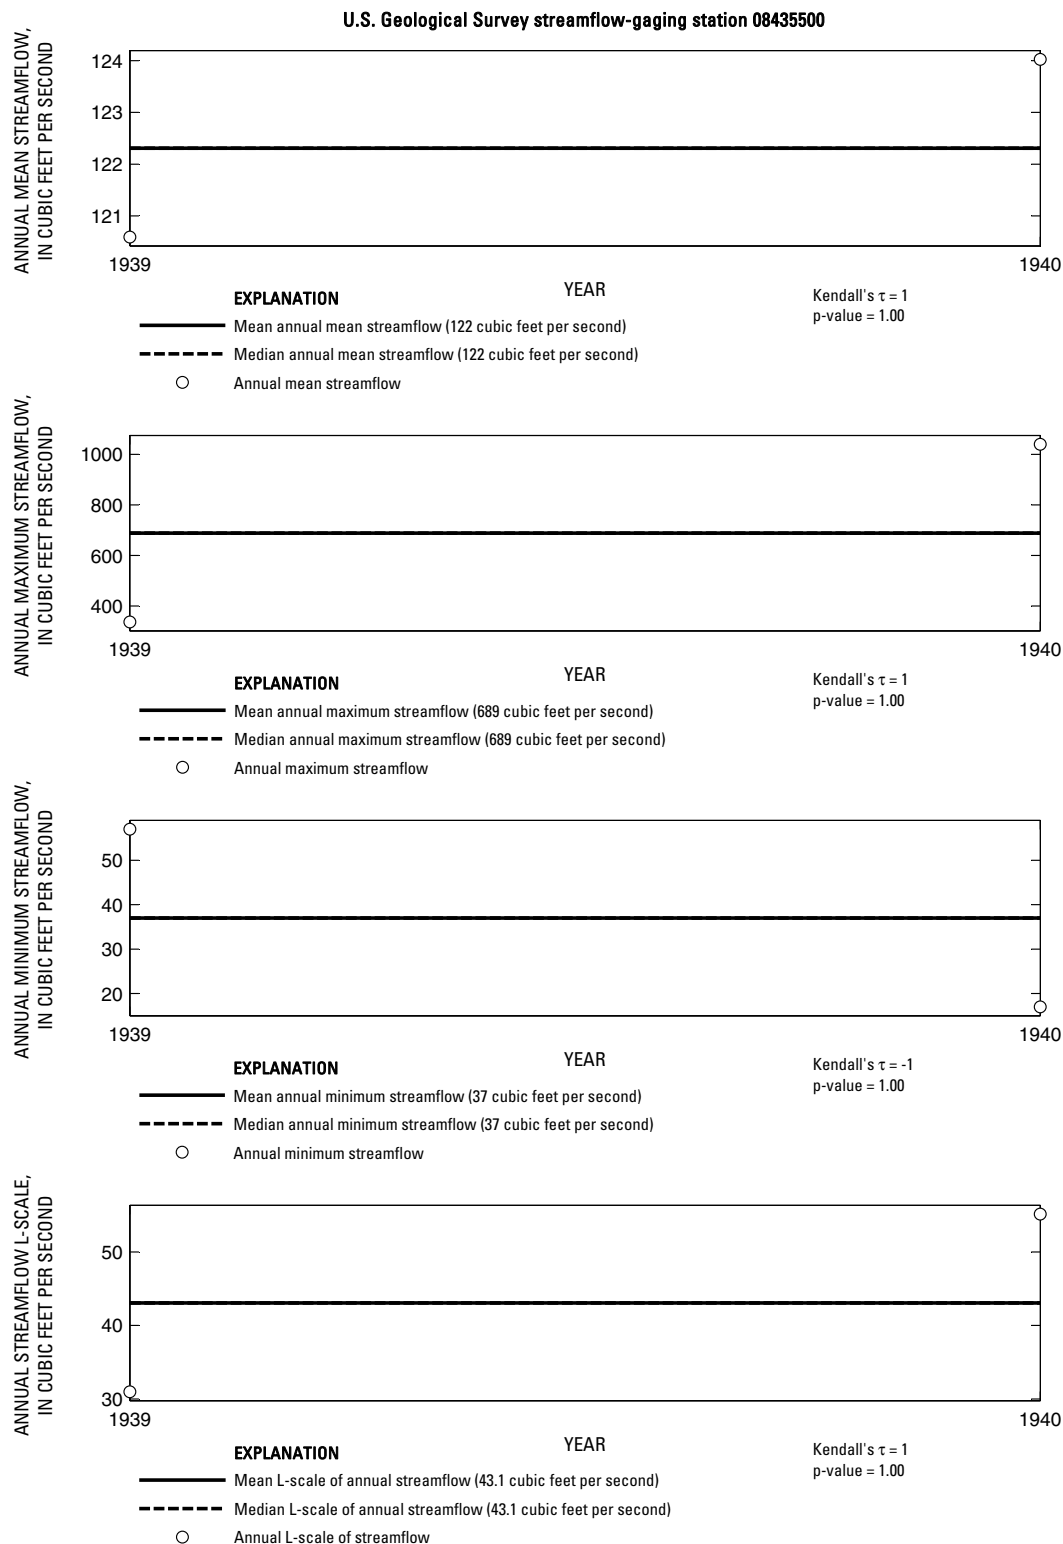 U.S. Geological Survey streamflow-gaging station 08435500
ANNUAL MEAN STREAMFLOW,
IN CUBIC FEET PER SECOND
124
123
122
121
1939
1940
YEAR
EXPLANATION
Mean annual mean streamflow (122 cubic feet per second)
Median annual mean streamflow (122 cubic feet per second)
Annual mean streamflow
Kendall's τ = 1
p-value = 1.00
ANNUAL MAXIMUM STREAMFLOW,
IN CUBIC FEET PER SECOND
1000
800
600
400
1939
1940
YEAR
EXPLANATION
Mean annual maximum streamflow (689 cubic feet per second)
Median annual maximum streamflow (689 cubic feet per second)
Annual maximum streamflow
Kendall's τ = 1
p-value = 1.00
ANNUAL MINIMUM STREAMFLOW,
IN CUBIC FEET PER SECOND
50
40
30
20
1939
1940
YEAR
EXPLANATION
Mean annual minimum streamflow (37 cubic feet per second)
Median annual minimum streamflow (37 cubic feet per second)
Annual minimum streamflow
Kendall's τ = -1
p-value = 1.00
ANNUAL STREAMFLOW L-SCALE,
IN CUBIC FEET PER SECOND
50
40
30
1939
1940
YEAR
EXPLANATION
Mean L-scale of annual streamflow (43.1 cubic feet per second)
Median L-scale of annual streamflow (43.1 cubic feet per second)
Annual L-scale of streamflow
Kendall's τ = 1
p-value = 1.00